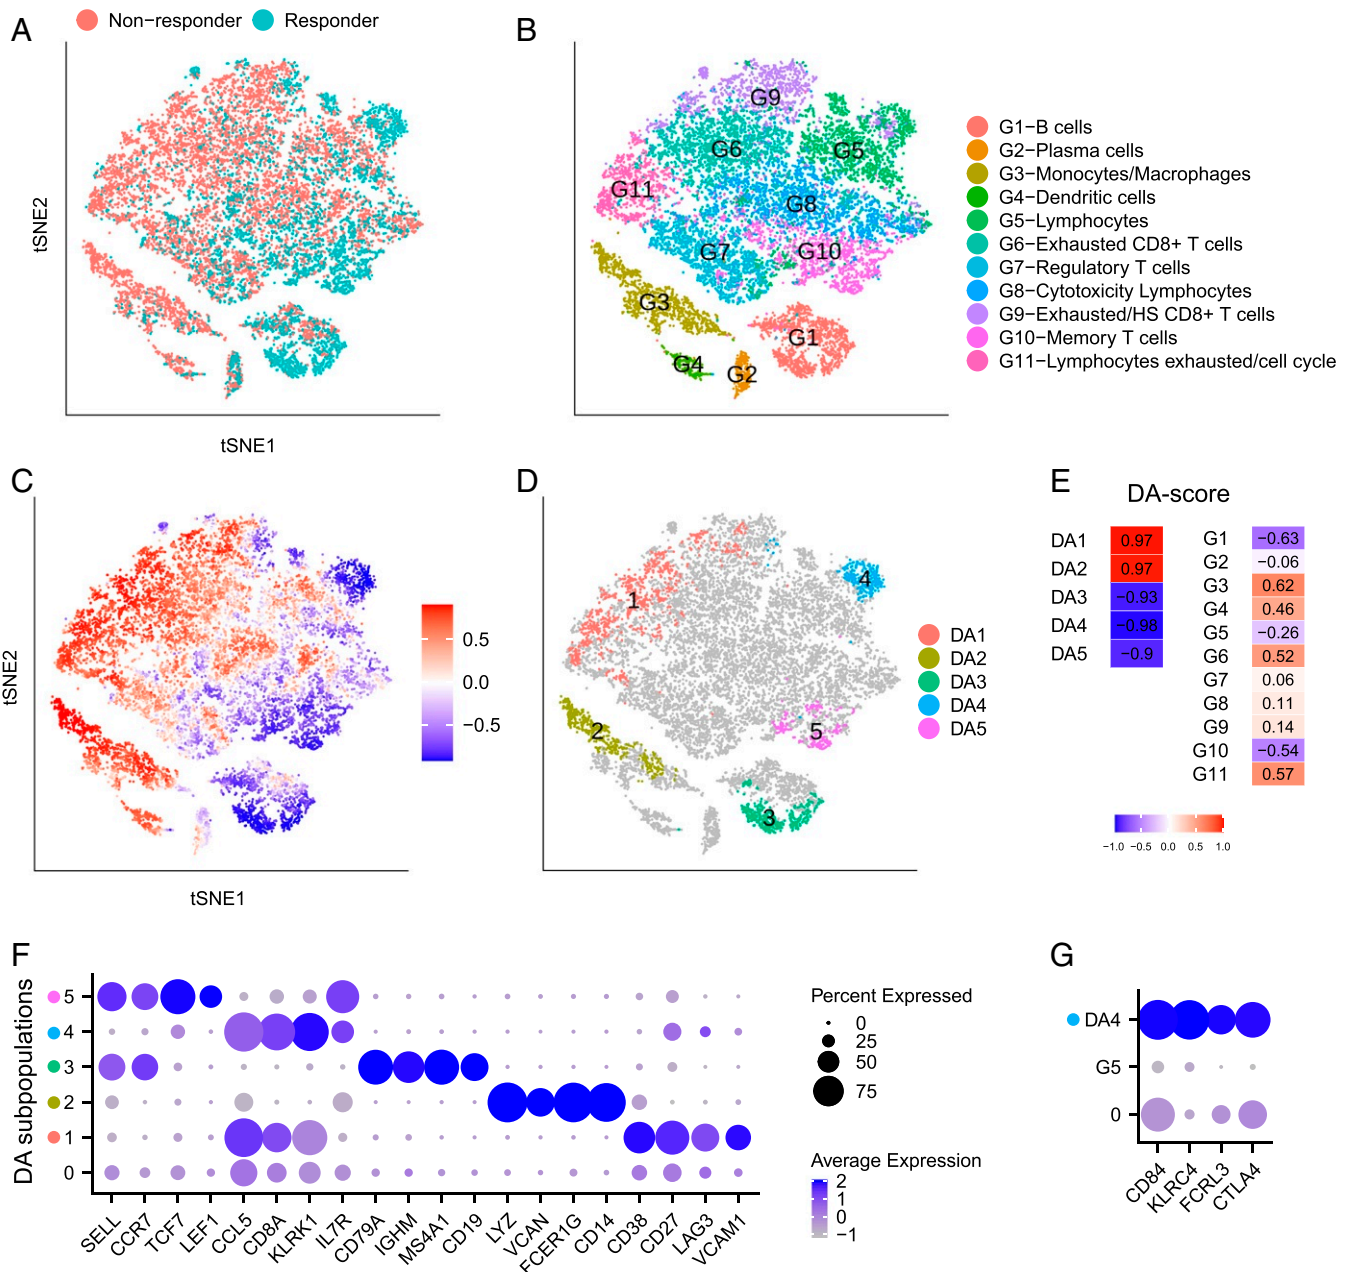 A
Non−responder Responder
tSNE2
tSNE1
B
G9
G6
G5
G11
G8
G7
G10
G3
G1
G4
G2
G1−B cells
G2−Plasma cells
G3−Monocytes/Macrophages
G4−Dendritic cells
G5−Lymphocytes
G6−Exhausted CD8+ T cells
G7−Regulatory T cells
G8−Cytotoxicity Lymphocytes
G9−Exhausted/HS CD8+ T cells
G10−Memory T cells
G11−Lymphocytes exhausted/cell cycle
C
tSNE2
tSNE1
0.5
0.0
−0.5
D
1
4
2
5
3
DA1
DA2
DA3
DA4
DA5
E
DA-score
DA1 0.97
DA2 0.97
DA3 −0.93
DA4 −0.98
DA5 −0.9
G1 −0.63
G2 −0.06
G3 0.62
G4 0.46
G5 −0.26
G6 0.52
G7 0.06
G8 0.11
G9 0.14
G10 −0.54
G11 0.57
−1.0 −0.5 0.0 0.5 1.0
F
DA subpopulations
5
4
3
2
1
0
SELL CCR7 TCF7 LEF1 CCL5 CD8A KLRK1 IL7R CD79A IGHM MS4A1 CD19 LYZ VCAN FCER1G CD14 CD38 CD27 LAG3 VCAM1
Percent Expressed
0
25
50
75
Average Expression
2
1
0
−1
G
DA4
G5
0
CD84 KLRC4 FCRL3 CTLA4